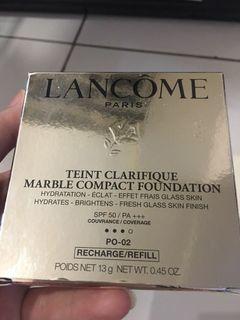 LANCÔME
PARIS
TEINT CLARIFIQUE
MARBLE COMPACT FOUNDATION
HYDRATATION - ÉCLAT - EFFET FRAIS GLASS SKIN
HYDRATES - BRIGHTENS - FRESH GLASS SKIN FINISH
SPF 50 / PA +++
COUVRANCE / COVERAGE
PO-02
RECHARGE/REFILL
POIDS NET 13 g NET WT. 0.45 OZ.